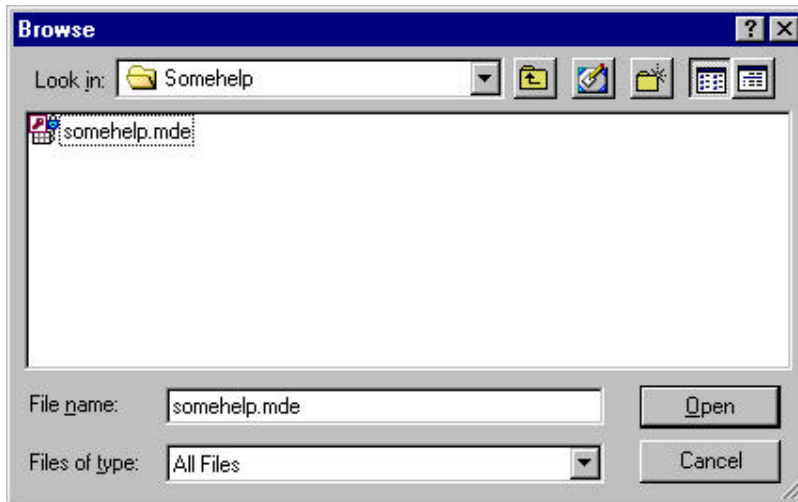 Browse
Look in: Somehelp
somehelp.mde
File name: somehelp.mde Open
Files of type: All Files Cancel